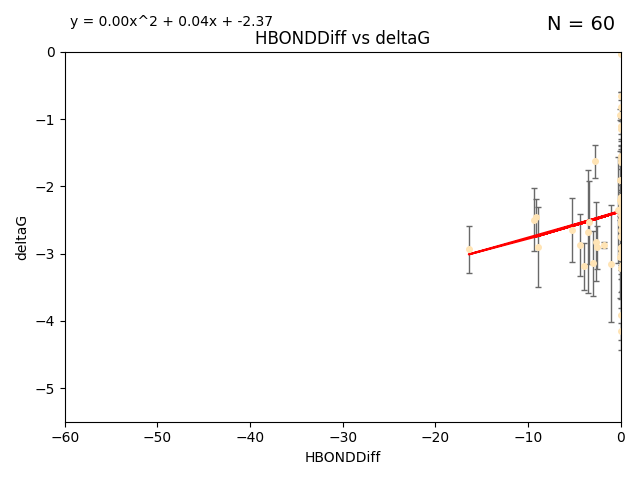 y = 0.00x^2 + 0.04x + -2.37
N = 60
HBONDDiff vs deltaG
0
−1
−2
−3
−4
−5
deltaG
−60
−50
−40
−30
−20
−10
0
HBONDDiff